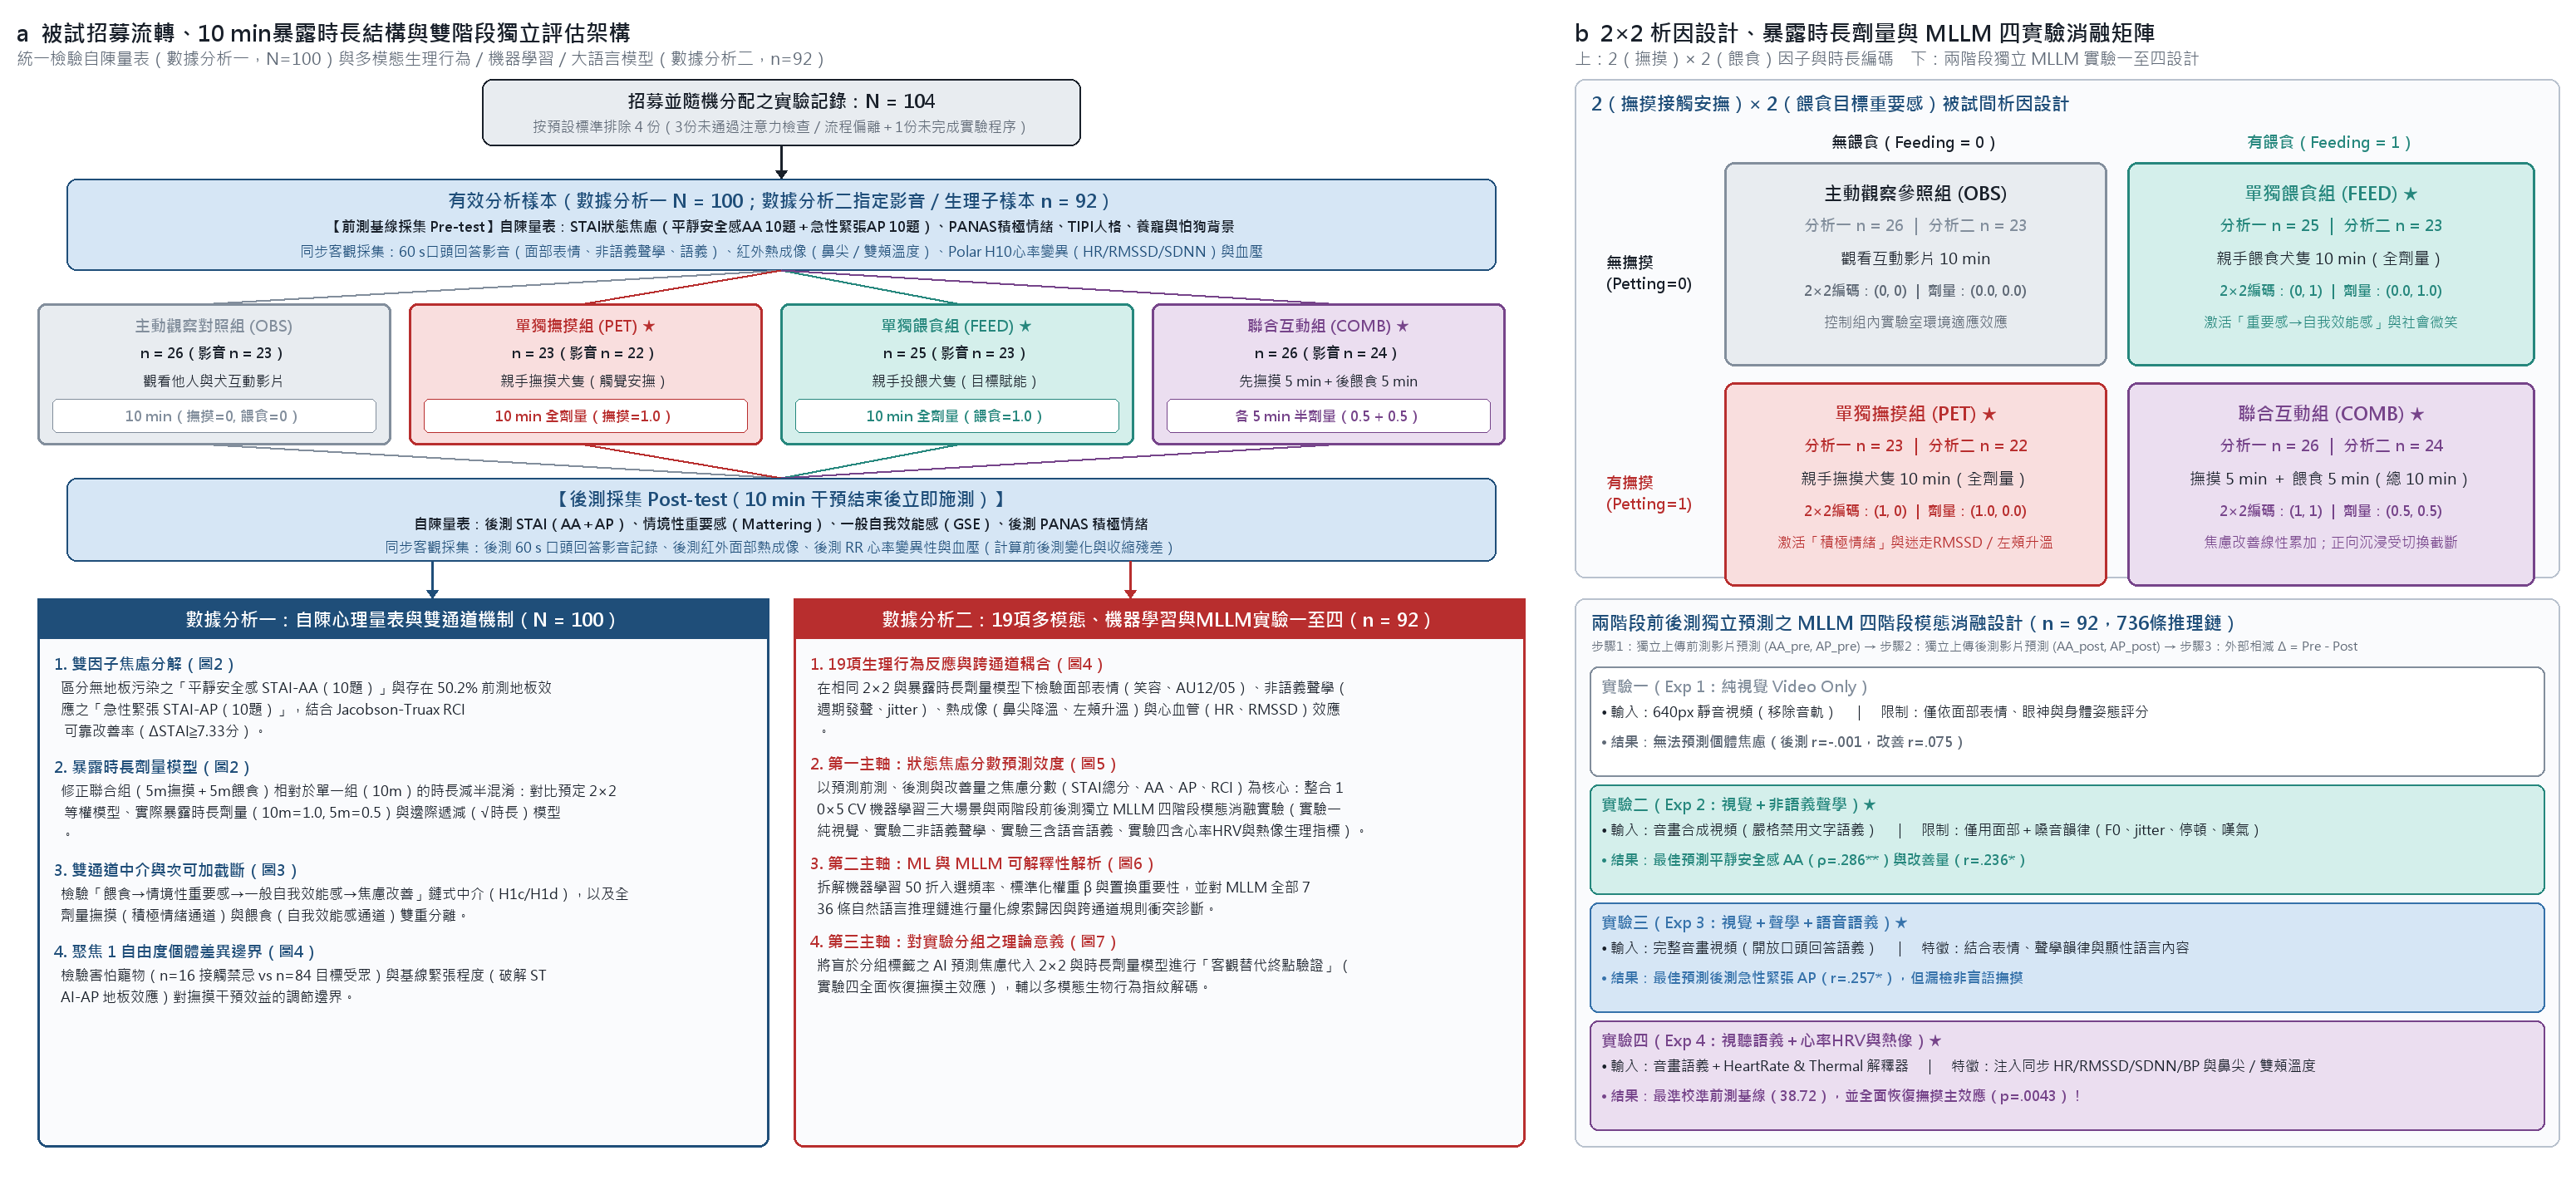 a 被試招募流轉、10 min暴露時長結構與雙階段獨立評估架構
統一檢驗自陳量表（數據分析一，N=100）與多模態生理行為 / 機器學習 / 大語言模型（數據分析二，n=92）
招募並隨機分配之實驗記錄：N = 104
按預設標準排除 4 份（3份未通過注意力檢查 / 流程偏離＋1份未完成實驗程序）
有效分析樣本（數據分析一 N = 100；數據分析二指定影音 / 生理子樣本 n = 92）
【前測基線採集 Pre-test】自陳量表：STAI狀態焦慮（平靜安全感AA 10題＋急性緊張AP 10題）、PANAS積極情緒、TIPI人格、養寵與怕狗背景
同步客觀採集：60 s口頭回答影音（面部表情、非語義聲學、語義）、紅外熱成像（鼻尖 / 雙頰溫度）、Polar H10心率變異（HR/RMSSD/SDNN）與血壓
主動觀察對照組 (OBS)
n = 26（影音 n = 23）
觀看他人與犬互動影片
10 min（撫摸=0, 餵食=0）
單獨撫摸組 (PET) ★
n = 23（影音 n = 22）
親手撫摸犬隻（觸覺安撫）
10 min 全劑量（撫摸=1.0）
單獨餵食組 (FEED) ★
n = 25（影音 n = 23）
親手投餵犬隻（目標賦能）
10 min 全劑量（餵食=1.0）
聯合互動組 (COMB) ★
n = 26（影音 n = 24）
先撫摸 5 min＋後餵食 5 min
各 5 min 半劑量（0.5 + 0.5）
【後測採集 Post-test（10 min 干預結束後立即施測）】
自陳量表：後測 STAI（AA＋AP）、情境性重要感（Mattering）、一般自我效能感（GSE）、後測 PANAS 積極情緒
同步客觀採集：後測 60 s 口頭回答影音記錄、後測紅外面部熱成像、後測 RR 心率變異性與血壓（計算前後測變化與收縮殘差）
數據分析一：自陳心理量表與雙通道機制（N = 100）
1. 雙因子焦慮分解（圖2）
區分無地板污染之「平靜安全感 STAI-AA（10題）」與存在 50.2% 前測地板效
應之「急性緊張 STAI-AP（10題）」，結合 Jacobson-Truax RCI
可靠改善率（ΔSTAI≧7.33分）。
2. 暴露時長劑量模型（圖2）
修正聯合組（5m撫摸＋5m餵食）相對於單一組（10m）的時長減半混淆：對比預定 2×2
等權模型、實際暴露時長劑量（10m=1.0, 5m=0.5）與邊際遞減（√時長）模型
。
3. 雙通道中介與次可加截斷（圖3）
檢驗「餵食→情境性重要感→一般自我效能感→焦慮改善」鏈式中介（H1c/H1d），以及全
劑量撫摸（積極情緒通道）與餵食（自我效能感通道）雙重分離。
4. 聚焦 1 自由度個體差異邊界（圖4）
檢驗害怕寵物（n=16 接觸禁忌 vs n=84 目標受眾）與基線緊張程度（破解 ST
AI-AP 地板效應）對撫摸干預效益的調節邊界。
數據分析二：19項多模態、機器學習與MLLM實驗一至四（n = 92）
1. 19項生理行為反應與跨通道耦合（圖4）
在相同 2×2 與暴露時長劑量模型下檢驗面部表情（笑容、AU12/05）、非語義聲學（
週期發聲、jitter）、熱成像（鼻尖降溫、左頰升溫）與心血管（HR、RMSSD）效應
。
2. 第一主軸：狀態焦慮分數預測效度（圖5）
以預測前測、後測與改善量之焦慮分數（STAI總分、AA、AP、RCI）為核心：整合 1
0×5 CV 機器學習三大場景與兩階段前後測獨立 MLLM 四階段模態消融實驗（實驗一
純視覺、實驗二非語義聲學、實驗三含語音語義、實驗四含心率HRV與熱像生理指標）。
3. 第二主軸：ML 與 MLLM 可解釋性解析（圖6）
拆解機器學習 50 折入選頻率、標準化權重 β 與置換重要性，並對 MLLM 全部 7
36 條自然語言推理鏈進行量化線索歸因與跨通道規則衝突診斷。
4. 第三主軸：對實驗分組之理論意義（圖7）
將盲於分組標籤之 AI 預測焦慮代入 2×2 與時長劑量模型進行「客觀替代終點驗證」（
實驗四全面恢復撫摸主效應），輔以多模態生物行為指紋解碼。
b 2×2 析因設計、暴露時長劑量與 MLLM 四實驗消融矩陣
上：2（撫摸）× 2（餵食）因子與時長編碼 下：兩階段獨立 MLLM 實驗一至四設計
2（撫摸接觸安撫）× 2（餵食目標重要感）被試間析因設計
無餵食（Feeding = 0）
有餵食（Feeding = 1）
無撫摸
(Petting=0)
主動觀察參照組 (OBS)
分析一 n = 26 | 分析二 n = 23
觀看互動影片 10 min
2×2編碼：(0, 0) | 劑量：(0.0, 0.0)
控制組內實驗室環境適應效應
單獨餵食組 (FEED) ★
分析一 n = 25 | 分析二 n = 23
親手餵食犬隻 10 min（全劑量）
2×2編碼：(0, 1) | 劑量：(0.0, 1.0)
激活「重要感→自我效能感」與社會微笑
有撫摸
(Petting=1)
單獨撫摸組 (PET) ★
分析一 n = 23 | 分析二 n = 22
親手撫摸犬隻 10 min（全劑量）
2×2編碼：(1, 0) | 劑量：(1.0, 0.0)
激活「積極情緒」與迷走RMSSD / 左頰升溫
聯合互動組 (COMB) ★
分析一 n = 26 | 分析二 n = 24
撫摸 5 min ＋ 餵食 5 min（總 10 min）
2×2編碼：(1, 1) | 劑量：(0.5, 0.5)
焦慮改善線性累加；正向沉浸受切換截斷
兩階段前後測獨立預測之 MLLM 四階段模態消融設計（n = 92，736條推理鏈）
步驟1：獨立上傳前測影片預測 (AA_pre, AP_pre) → 步驟2：獨立上傳後測影片預測 (AA_post, AP_post) → 步驟3：外部相減 Δ = Pre - Post
實驗一（Exp 1：純視覺 Video Only）
• 輸入：640px 靜音視頻（移除音軌） | 限制：僅依面部表情、眼神與身體姿態評分
• 結果：無法預測個體焦慮（後測 r=-.001，改善 r=.075）
實驗二（Exp 2：視覺＋非語義聲學）★
• 輸入：音畫合成視頻（嚴格禁用文字語義） | 限制：僅用面部＋嗓音韻律（F0、jitter、停頓、嘆氣）
• 結果：最佳預測平靜安全感 AA（ρ=.286**）與改善量（r=.236*）
實驗三（Exp 3：視覺＋聲學＋語音語義）★
• 輸入：完整音畫視頻（開放口頭回答語義） | 特徵：結合表情、聲學韻律與顯性語言內容
• 結果：最佳預測後測急性緊張 AP（r=.257*），但漏檢非言語撫摸
實驗四（Exp 4：視聽語義＋心率HRV與熱像）★
• 輸入：音畫語義＋HeartRate & Thermal 解釋器 | 特徵：注入同步 HR/RMSSD/SDNN/BP 與鼻尖 / 雙頰溫度
• 結果：最準校準前測基線（38.72），並全面恢復撫摸主效應（p=.0043）！